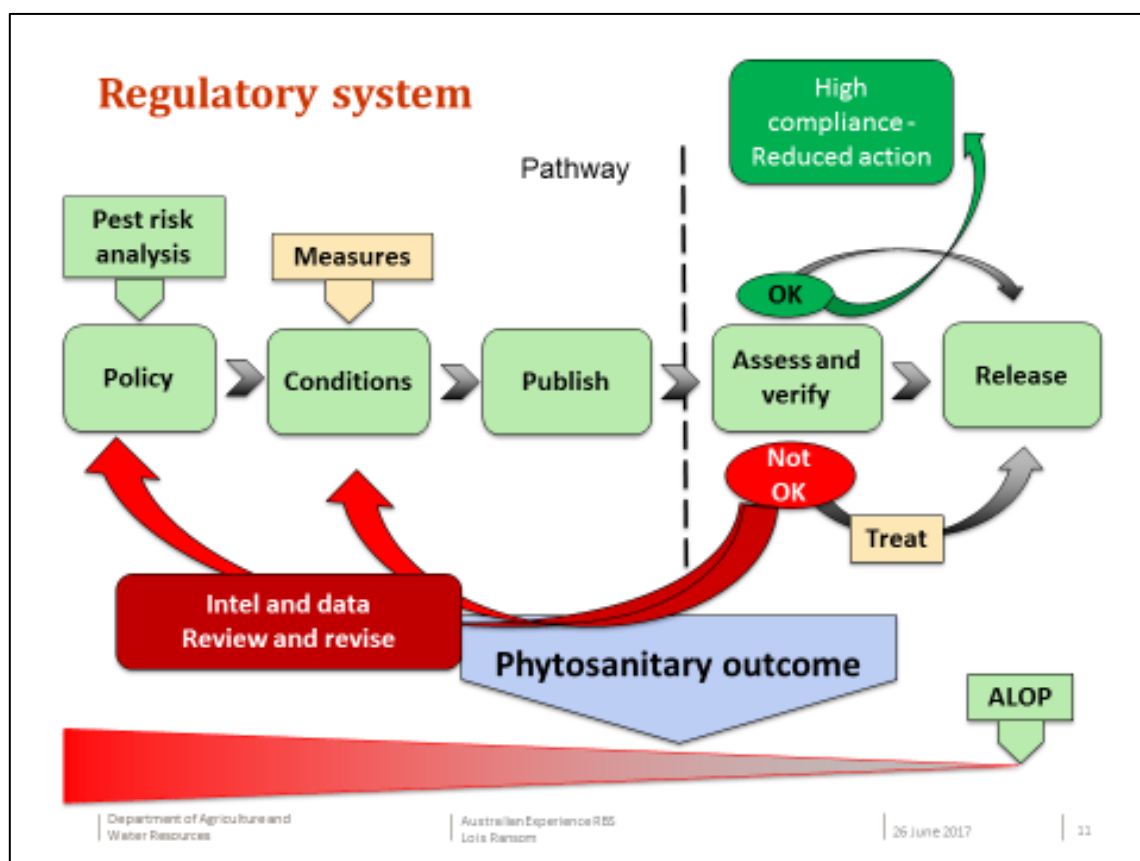 Regulatory system
High
compliance -
Reduced action
Pathway
Pest risk
analysis
Measures
OK
Policy
Conditions
Publish
Assess and
verify
Release
Not
OK
Treat
Intel and data
Review and revise
Phytosanitary outcome
ALOP
Department of Agriculture and
Water Resources
Australian Experience RBS
Lois Ransom
26 June 2017
11